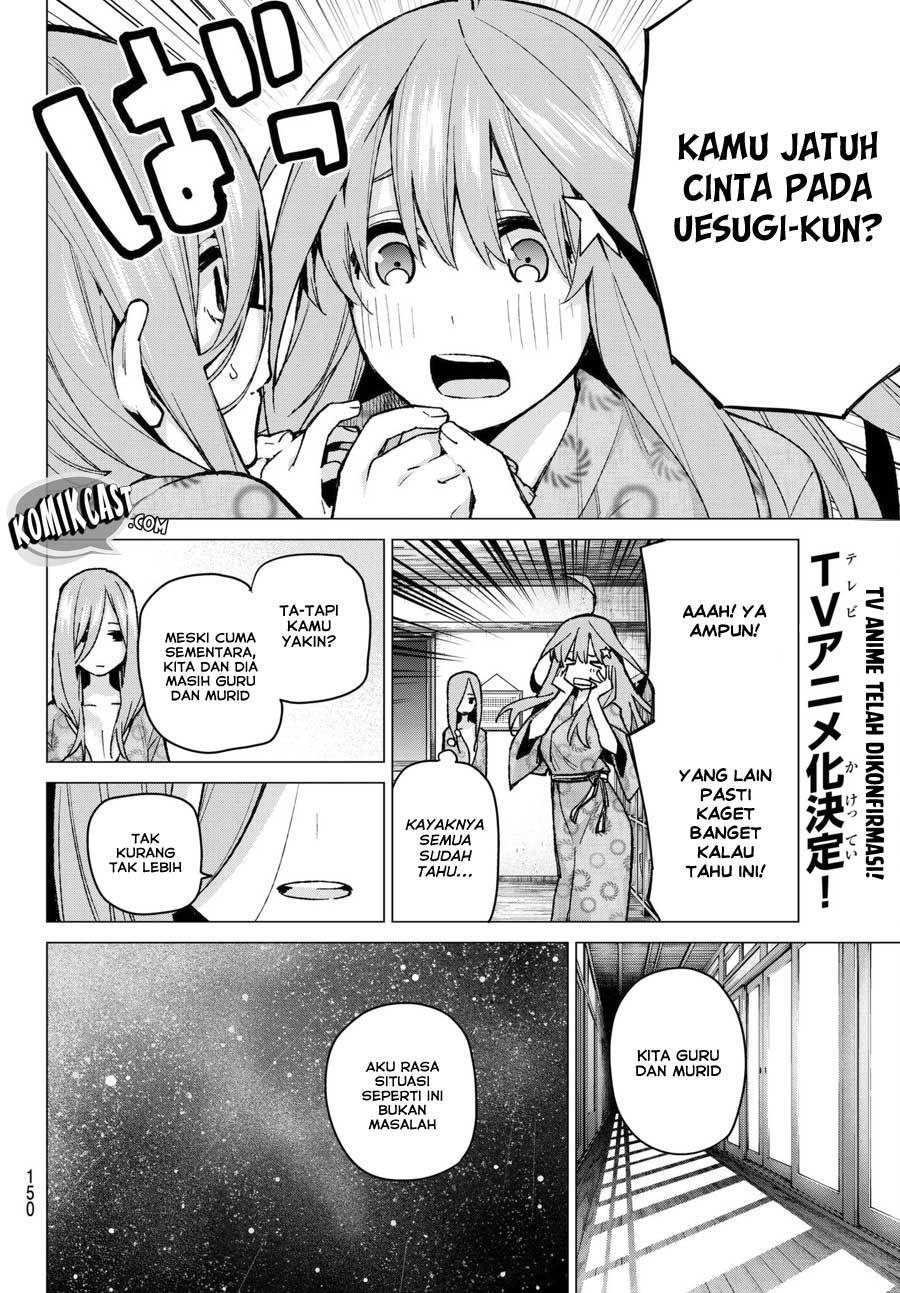 ばっ
KAMU JATUH
CINTA PADA
UESUGI-KUN?
KOMIKCAST
.COM
TV ANIME TELAH DIKONFIRMASI!
テレビ
TVアニメ化決定!
かけってい
AAAH! YA
AMPUN!
YANG LAIN
PASTI
KAGET
BANGET
KALAU
TAHU INI!
KAYAKNYA
SEMUA
SUDAH
TAHU...
TA-TAPI
KAMU
YAKIN?
MESKI CUMA
SEMENTARA,
KITA DAN DIA
MASIH GURU
DAN MURID
TAK
KURANG
TAK LEBIH
KITA GURU
DAN MURID
AKU RASA
SITUASI
SEPERTI INI
BUKAN
MASALAH
150